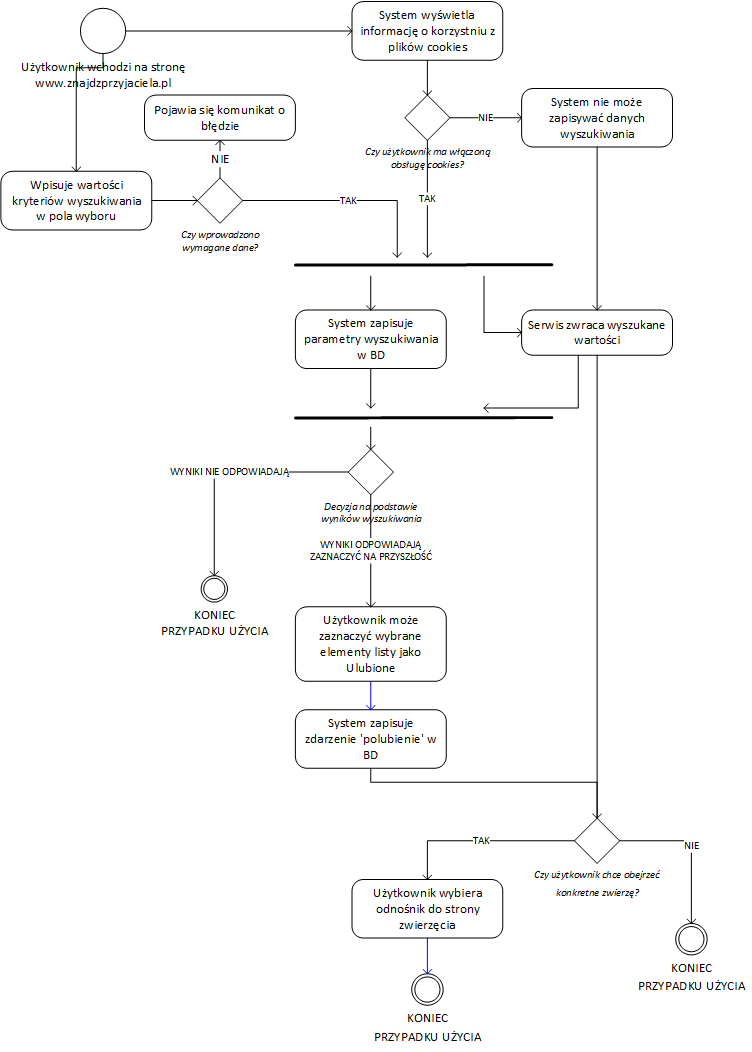 System wyświetla
informację o korzystniu z
plików cookies
Użytkownik wchodzi na stronę
www.znajdzprzyjaciela.pl
Pojawia się komunikat o
błędzie
NIE
System nie może
zapisywać danych
wyszukiwania
Czy użytkownik ma włączoną
obsługę cookies?
NIE
Wpisuje wartości
kryteriów wyszukiwania
w pola wyboru
TAK
TAK
Czy wprowadzono
wymagane dane?
System zapisuje
parametry wyszukiwania
w BD
Serwis zwraca wyszukane
wartości
WYNIKI NIE ODPOWIADAJĄ
Decyzja na podstawie
wyników wyszukiwania
WYNIKI ODPOWIADAJĄ
ZAZNACZYĆ NA PRZYSZŁOŚĆ
KONIEC
PRZYPADKU UŻYCIA
Użytkownik może
zaznaczyć wybrane
elementy listy jako
Ulubione
System zapisuje
zdarzenie 'polubienie' w
BD
TAK
NIE
Czy użytkownik chce obejrzeć
konkretne zwierzę?
Użytkownik wybiera
odnośnik do strony
zwierzęcia
KONIEC
PRZYPADKU UŻYCIA
KONIEC
PRZYPADKU UŻYCIA